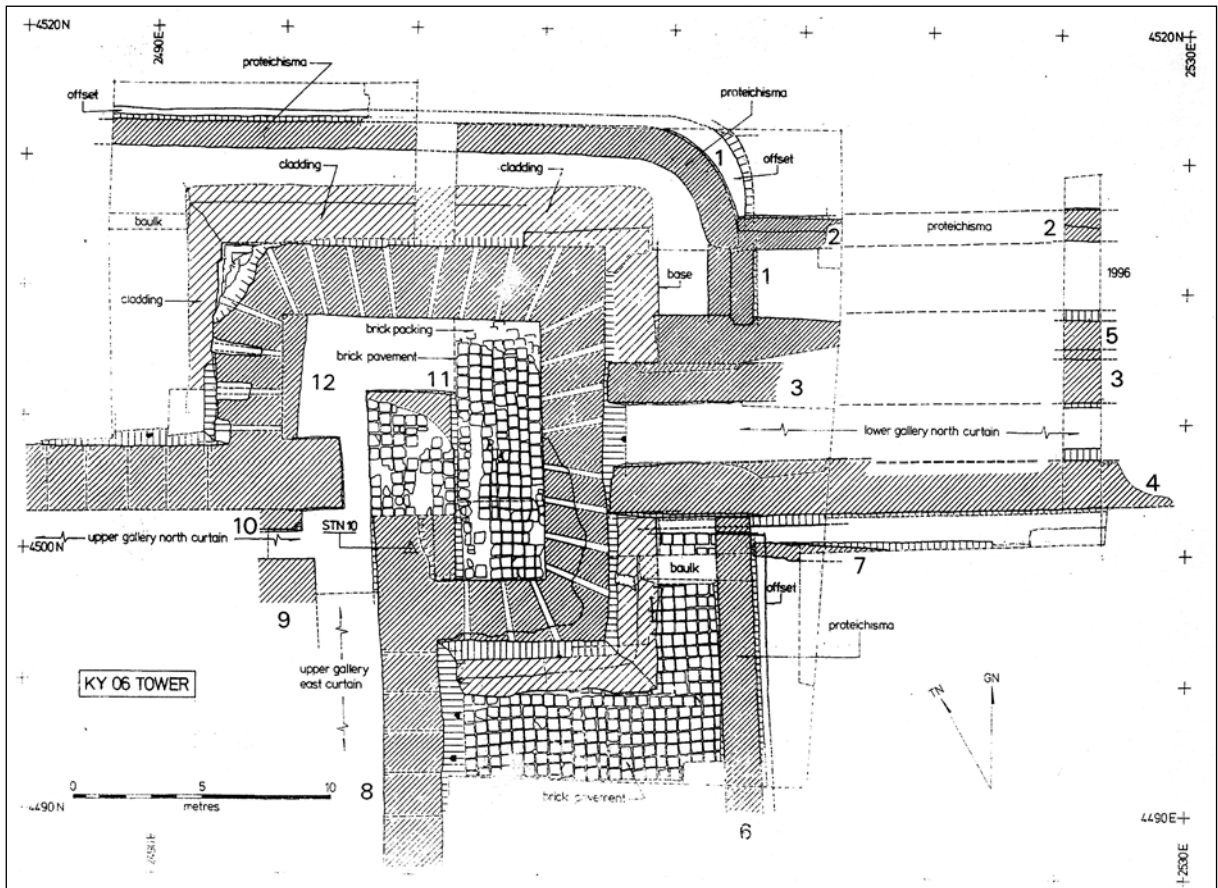 4520N
2490E
4520N
2530E
proteichisma
offset
proteichisma
cladding
cladding
1
offset
baulk
2
proteichisma
2
base
1
1996
cladding
brick packing
5
brick pavement
11
12
3
3
lower gallery north curtain
4
10
STN 10
upper gallery north curtain
4500N
baulk
7
offset
9
proteichisma
upper gallery
east curtain
KY 06 TOWER
TN
GN
0 5 10
metres
8
brick pavement
4490N
6
4490E
2490E
2530E